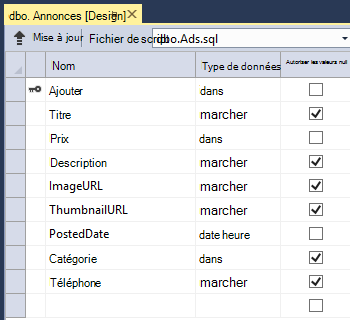 dbo. Annonces [Design]
Mise à jour Fichier de script dbo.Ads.sql
Nom Type de données Autoriser les valeurs null
Ajouter dans
Titre marcher
Prix dans
Description marcher
ImageURL marcher
ThumbnailURL marcher
PostedDate date heure
Catégorie dans
Téléphone marcher